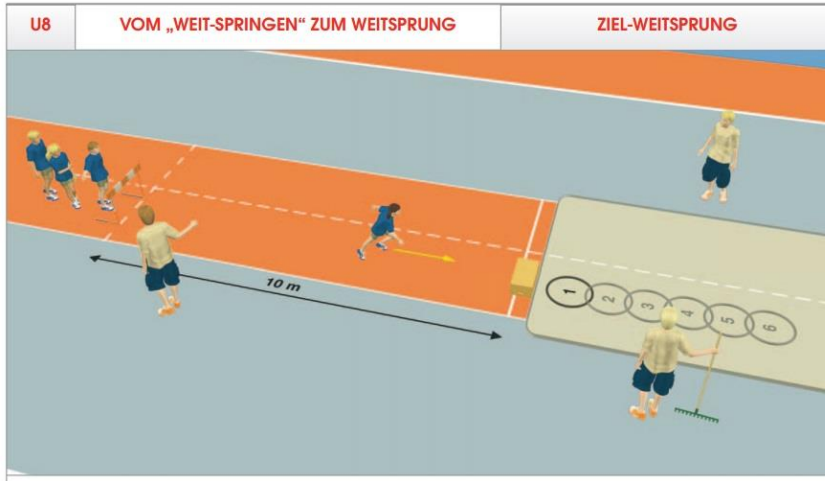 U8 VOM „WEIT-SPRINGEN“ ZUM WEITSPRUNG ZIEL-WEITSPRUNG
10 m
1 2 3 4 5 6